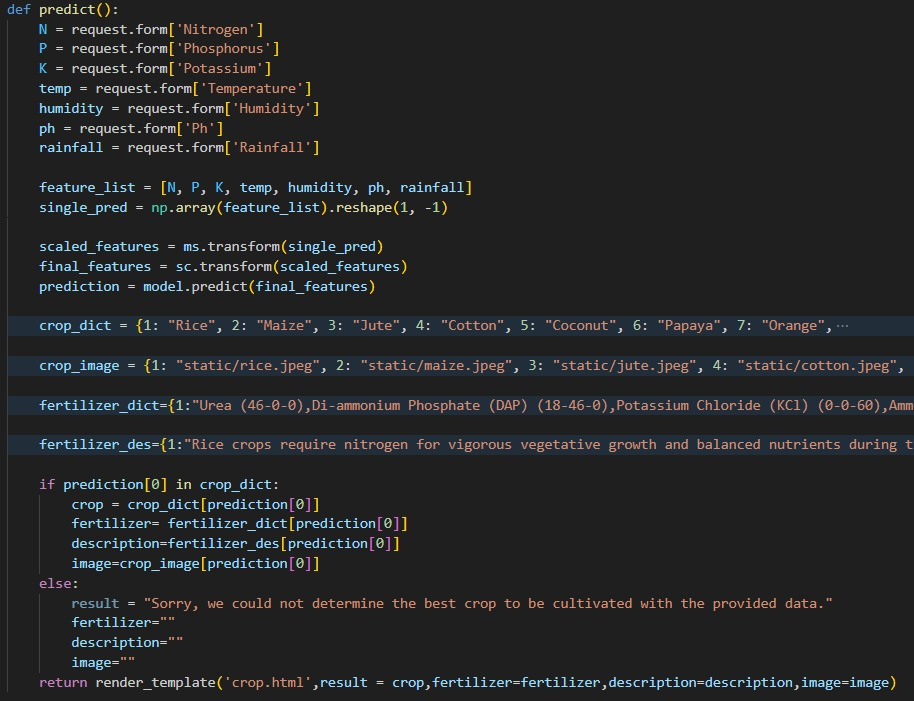 def predict():
    N = request.form['Nitrogen']
    P = request.form['Phosphorus']
    K = request.form['Potassium']
    temp = request.form['Temperature']
    humidity = request.form['Humidity']
    ph = request.form['Ph']
    rainfall = request.form['Rainfall']

    feature_list = [N, P, K, temp, humidity, ph, rainfall]
    single_pred = np.array(feature_list).reshape(1, -1)

    scaled_features = ms.transform(single_pred)
    final_features = sc.transform(scaled_features)
    prediction = model.predict(final_features)

    crop_dict = {1: "Rice", 2: "Maize", 3: "Jute", 4: "Cotton", 5: "Coconut", 6: "Papaya", 7: "Orange",⋯

    crop_image = {1: "static/rice.jpeg", 2: "static/maize.jpeg", 3: "static/jute.jpeg", 4: "static/cotton.jpeg",

    fertilizer_dict={1:"Urea (46-0-0),Di-ammonium Phosphate (DAP) (18-46-0),Potassium Chloride (KCl) (0-0-60),Amm

    fertilizer_des={1:"Rice crops require nitrogen for vigorous vegetative growth and balanced nutrients during t

    if prediction[0] in crop_dict:
        crop = crop_dict[prediction[0]]
        fertilizer= fertilizer_dict[prediction[0]]
        description=fertilizer_des[prediction[0]]
        image=crop_image[prediction[0]]
    else:
        result = "Sorry, we could not determine the best crop to be cultivated with the provided data."
        fertilizer=""
        description=""
        image=""
    return render_template('crop.html',result = crop,fertilizer=fertilizer,description=description,image=image)